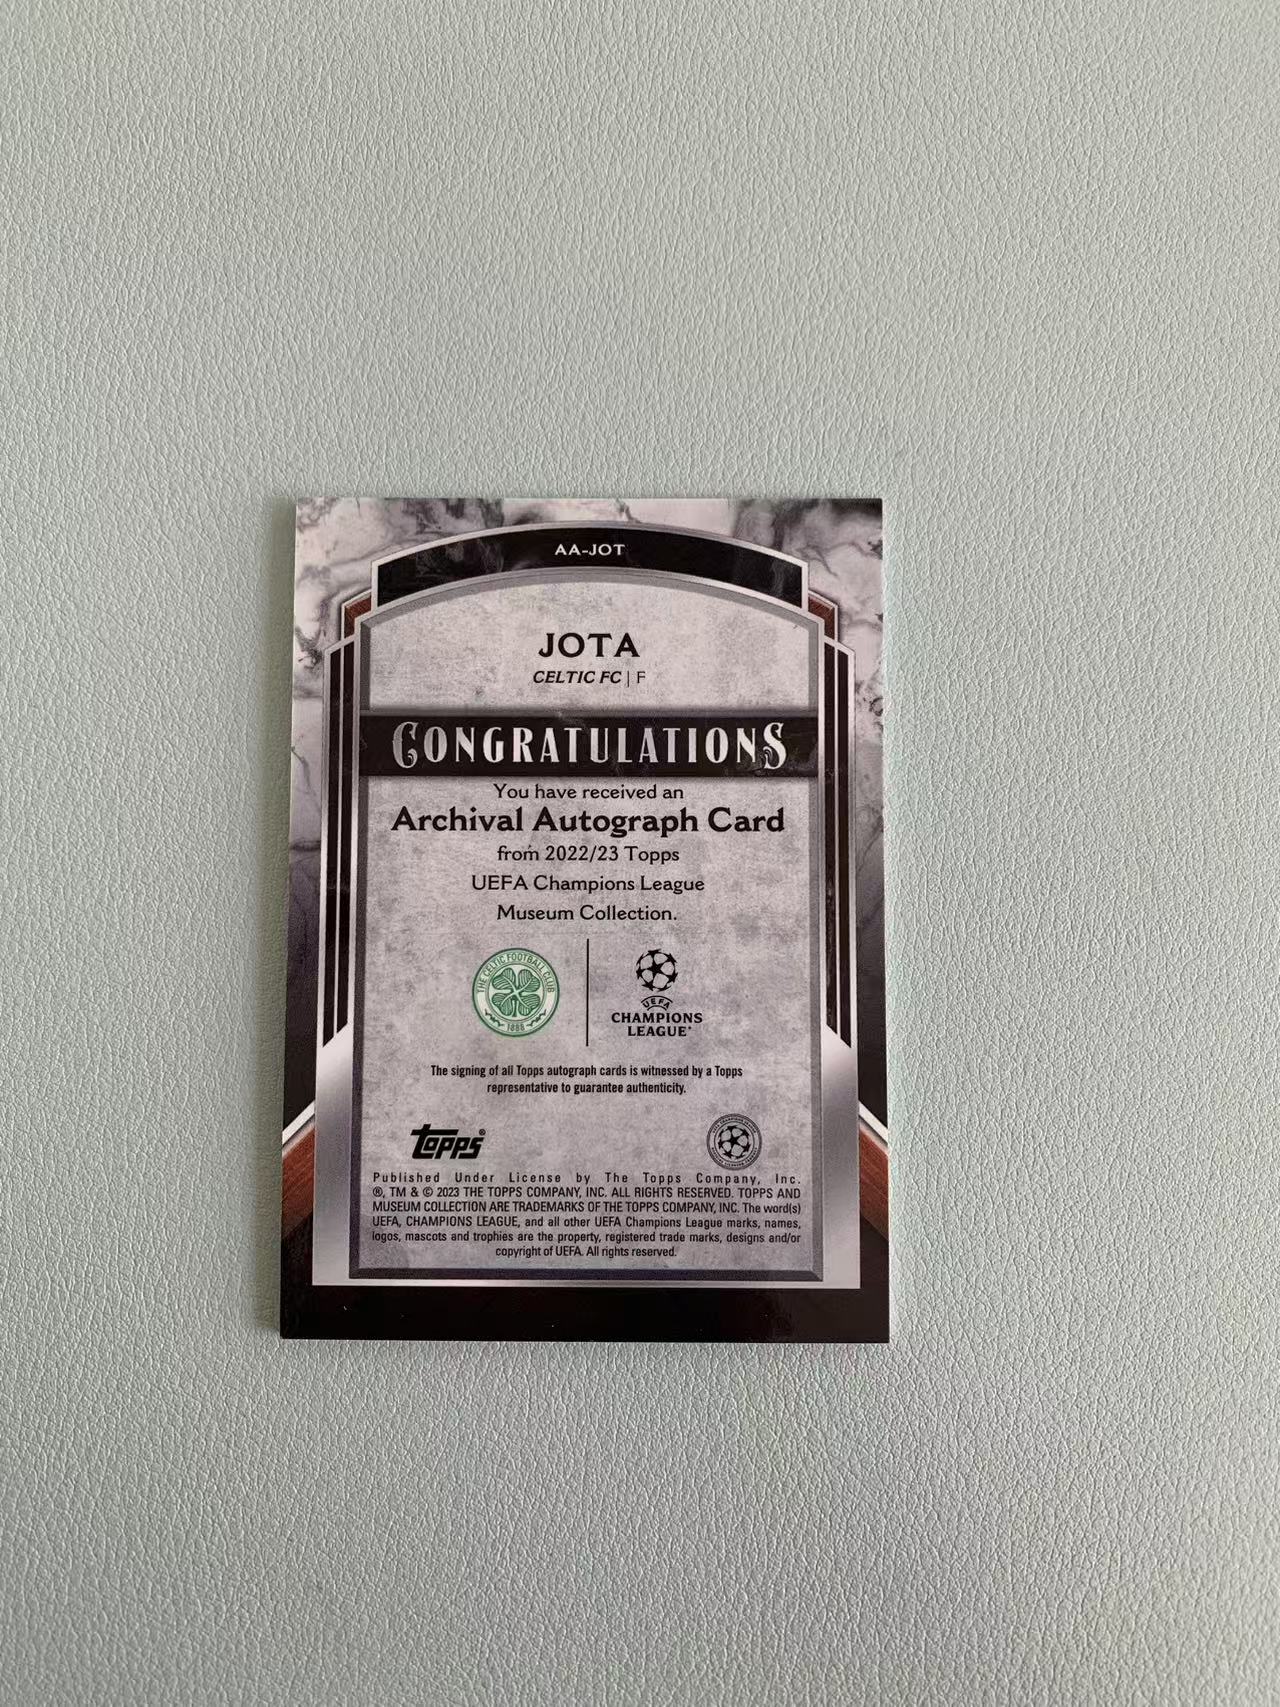 AA-JOT
JOTA
CELTIC FC | F
CONGRATULATIONS
You have received an
Archival Autograph Card
from 2022/23 Topps
UEFA Champions League
Museum Collection.
THE CELTIC FOOTBALL CLUB
1888
UEFA
CHAMPIONS
LEAGUE®
The signing of all Topps autograph cards is witnessed by a Topps
representative to guarantee authenticity.
topps®
Published Under License by The Topps Company, Inc.
®, TM & © 2023 THE TOPPS COMPANY, INC. ALL RIGHTS RESERVED. TOPPS AND
MUSEUM COLLECTION ARE TRADEMARKS OF THE TOPPS COMPANY, INC. The word(s)
UEFA, CHAMPIONS LEAGUE, and all other UEFA Champions League marks, names,
logos, mascots and trophies are the property, registered trade marks, designs and/or
copyright of UEFA. All rights reserved.